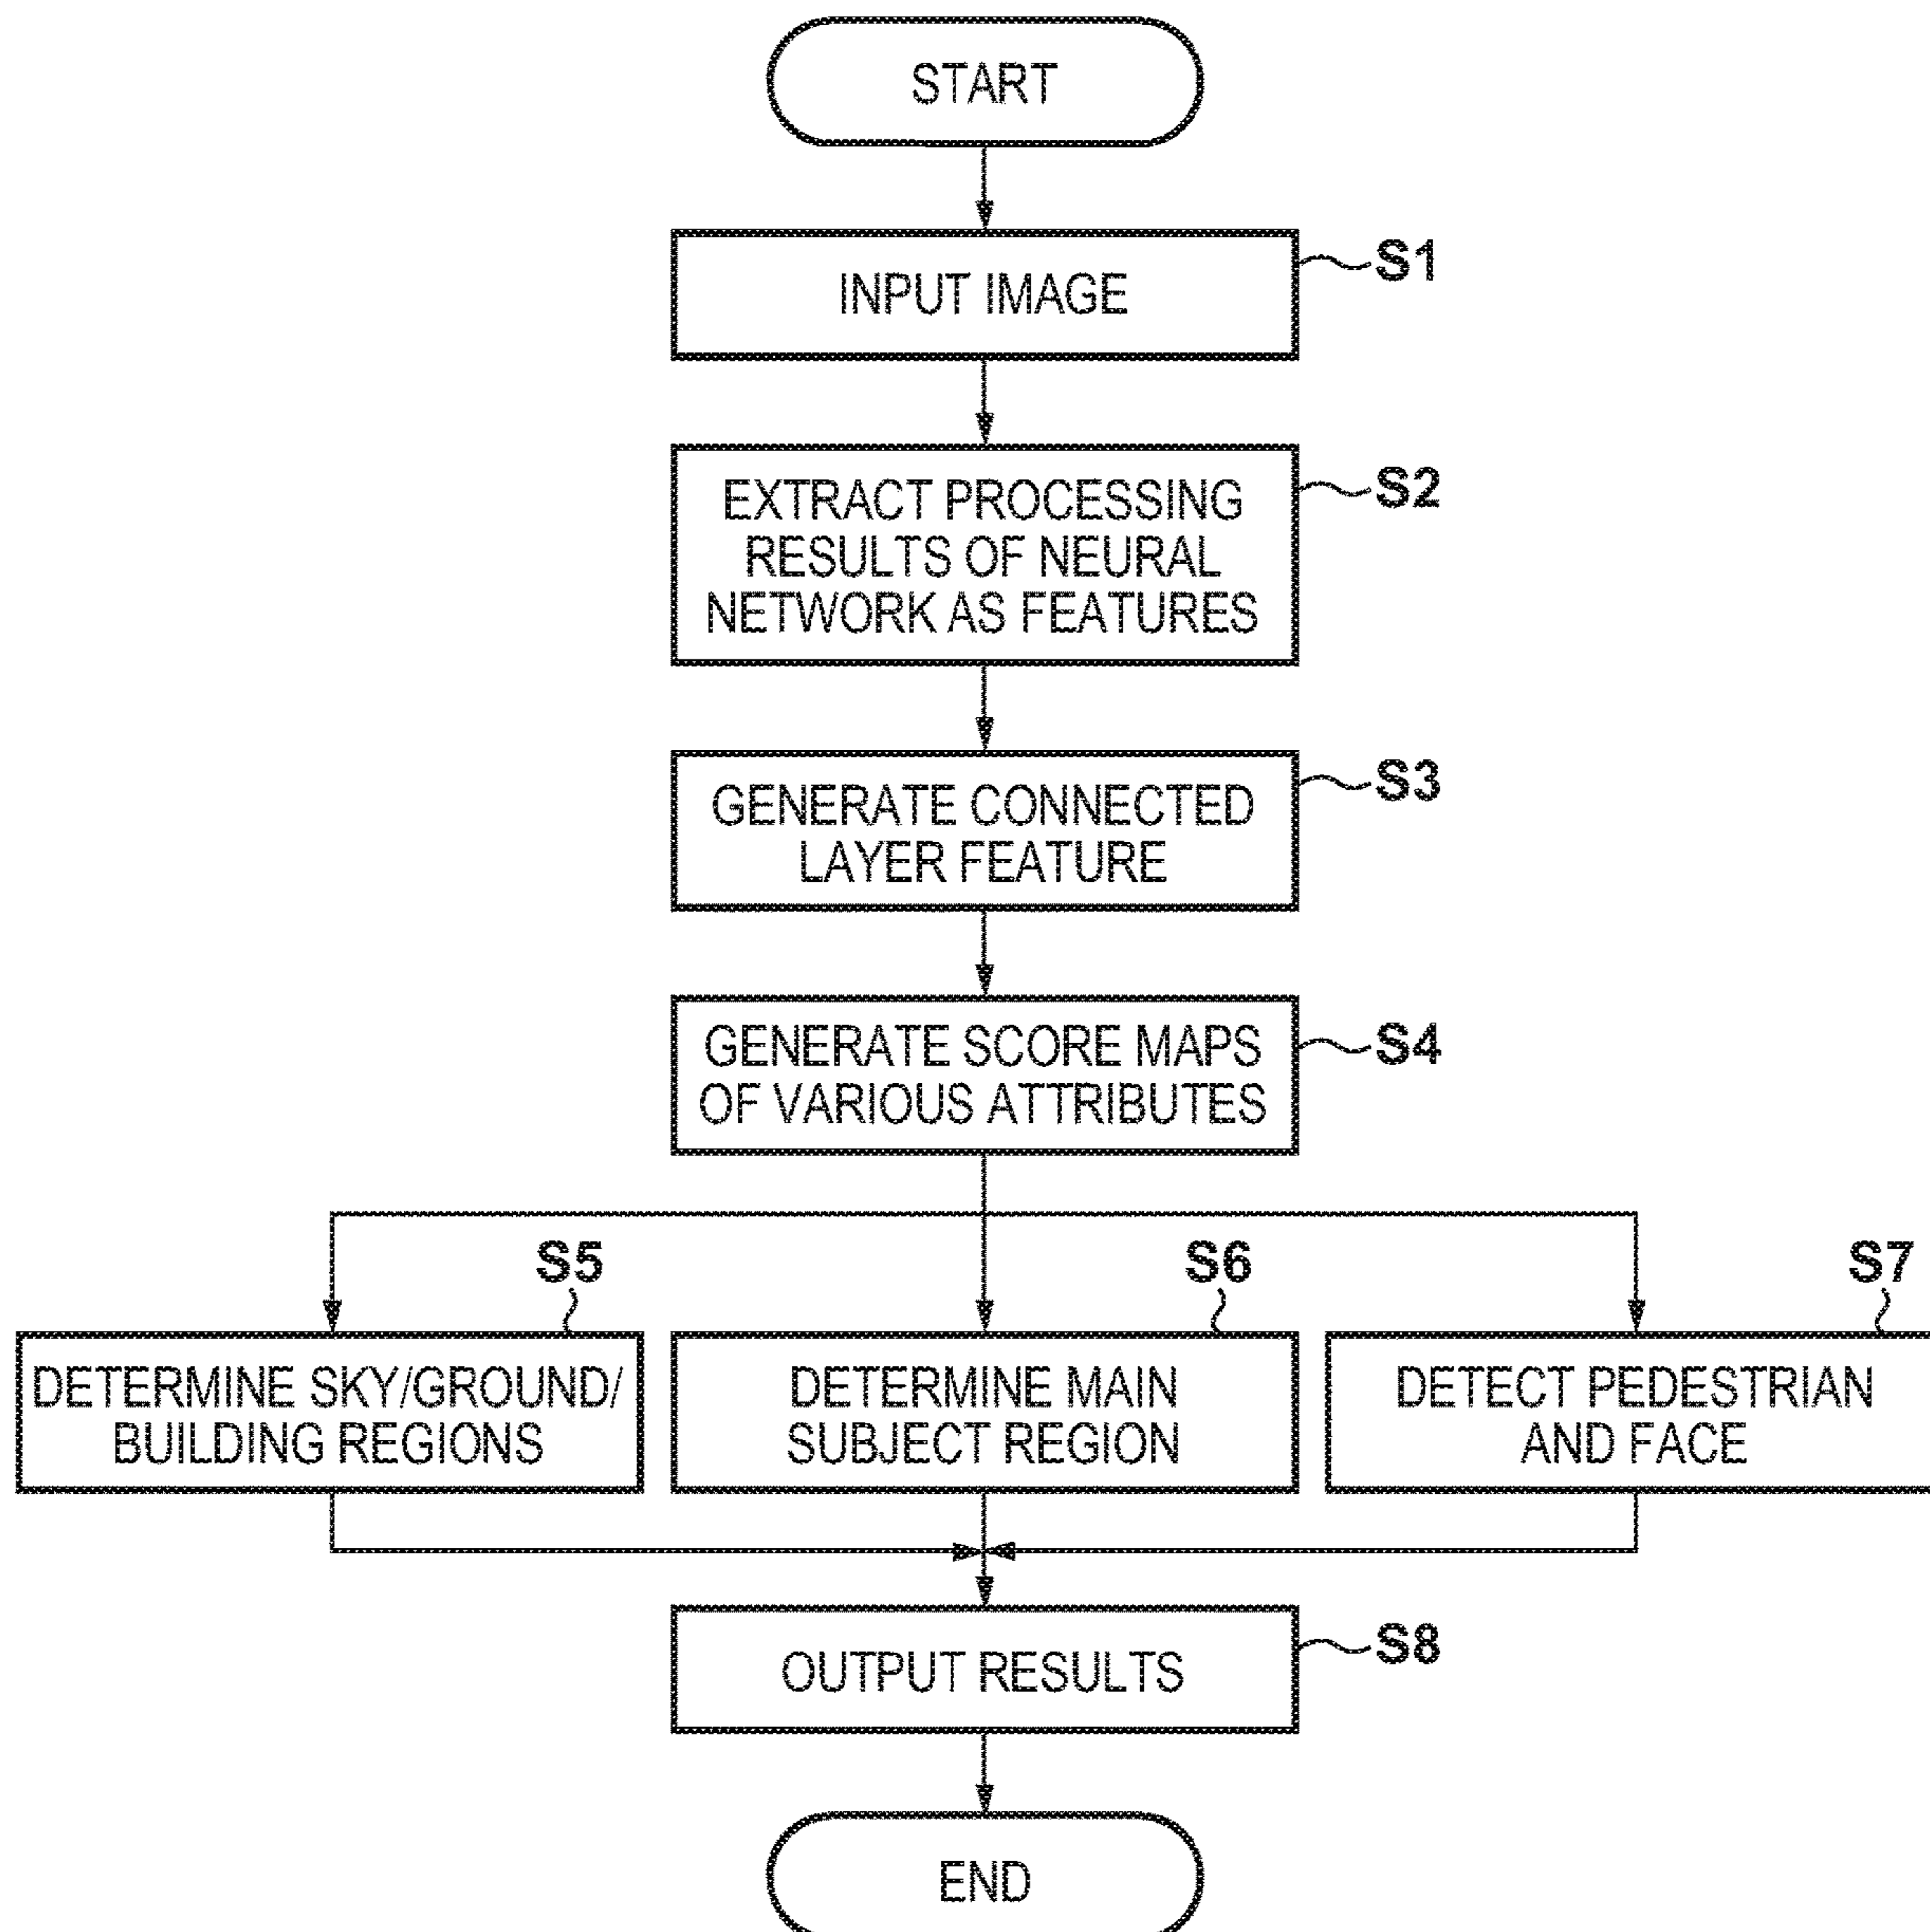 START
INPUT IMAGE
S1
EXTRACT PROCESSING
RESULTS OF NEURAL
NETWORK AS FEATURES
S2
GENERATE CONNECTED
LAYER FEATURE
S3
GENERATE SCORE MAPS
OF VARIOUS ATTRIBUTES
S4
S5
DETERMINE SKY/GROUND/
BUILDING REGIONS
S6
DETERMINE MAIN
SUBJECT REGION
S7
DETECT PEDESTRIAN
AND FACE
OUTPUT RESULTS
S8
END